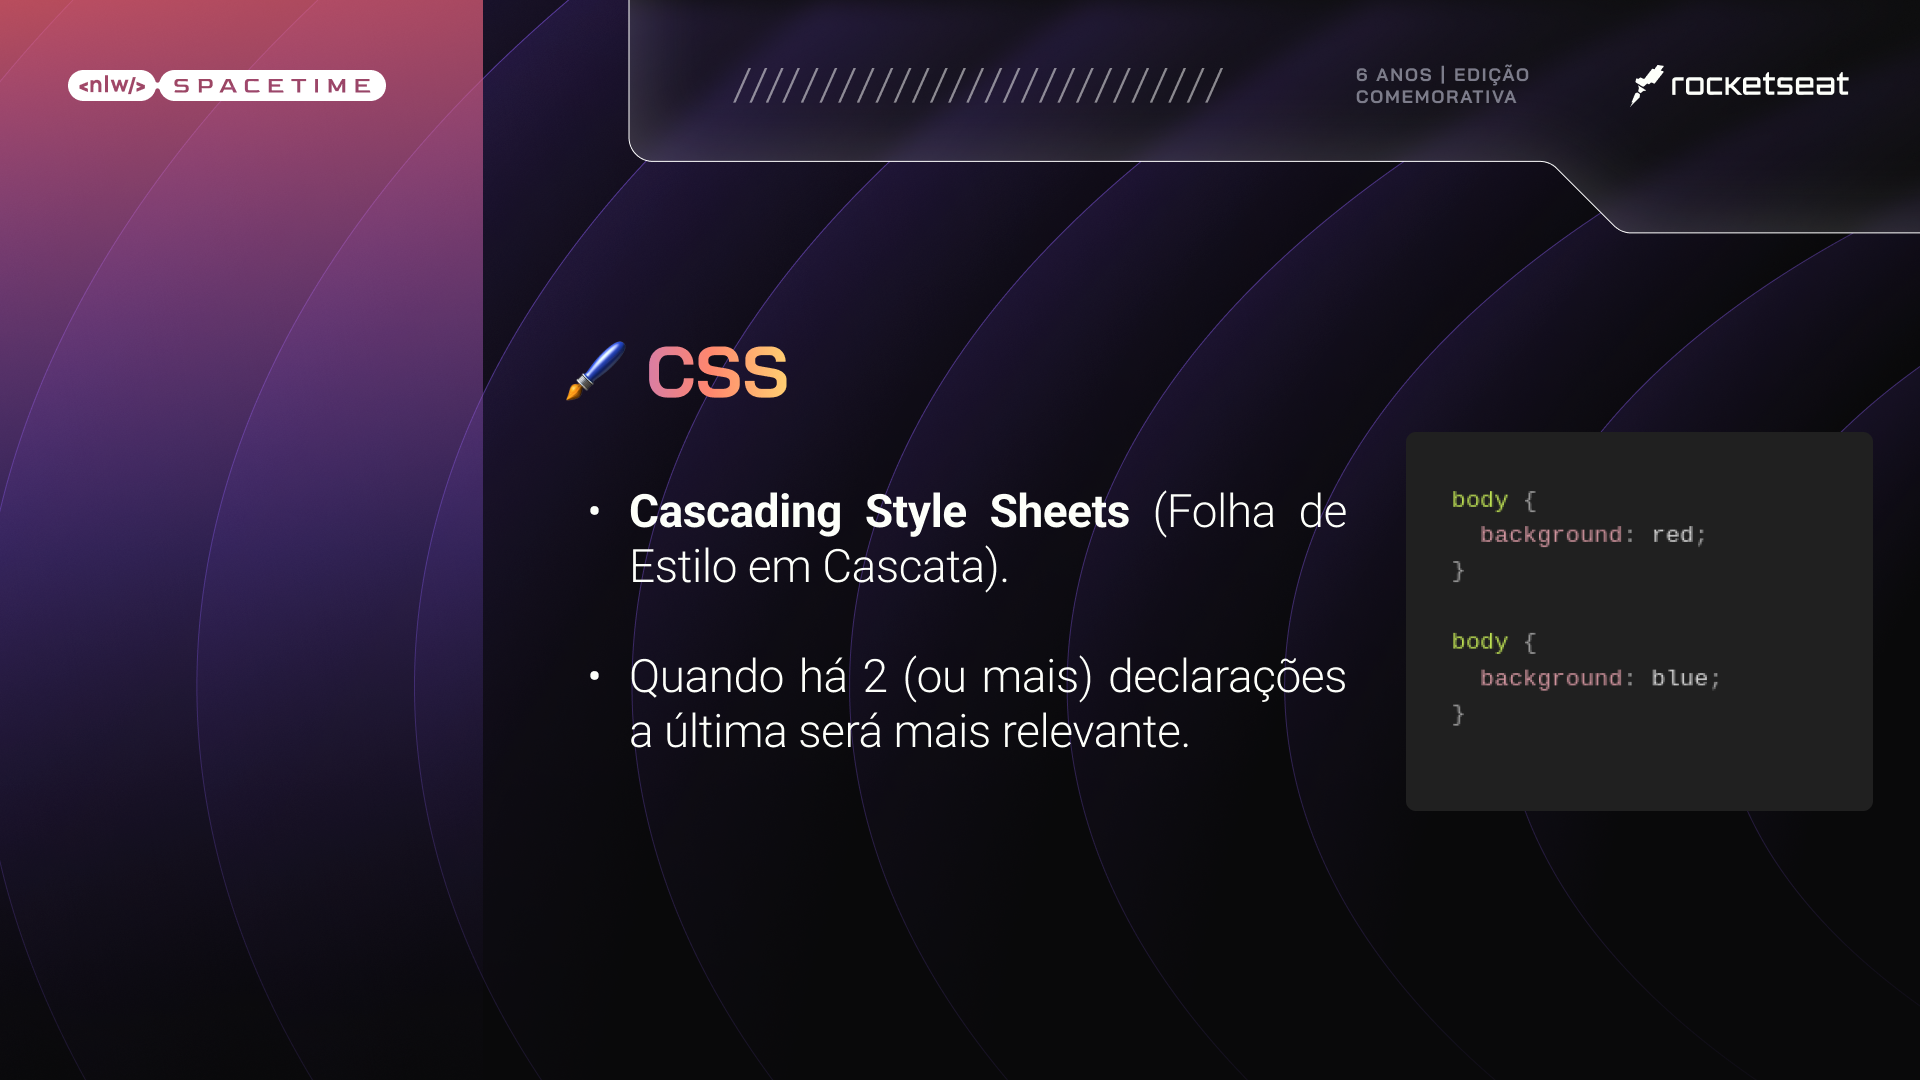 <nlw/> SPACETIME
6 ANOS | EDIÇÃO
COMEMORATIVA
rocketseat
CSS
• Cascading Style Sheets (Folha de
Estilo em Cascata).
• Quando há 2 (ou mais) declarações
a última será mais relevante.
body {
  background: red;
}
body {
  background: blue;
}